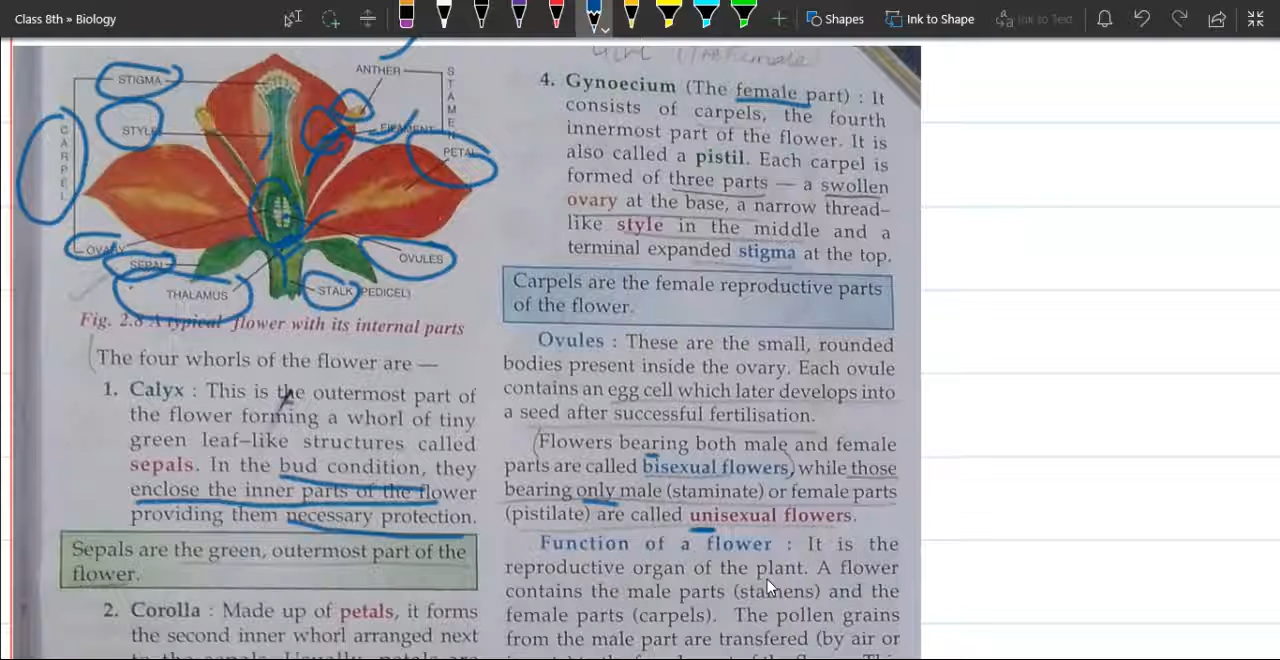 Class 8th » Biology
Shapes
Ink to Shape
Ink to Text
STIGMA
STYLE
CARPEL
OVARY
SEPAL
THALAMUS
ANTHER
STAMEN
FILAMENT
PETAL
OVULES
STALK (PEDICEL)
Fig. 2.8 A typical flower with its internal parts
The four whorls of the flower are —
1. Calyx : This is the outermost part of
the flower forming a whorl of tiny
green leaf–like structures called
sepals. In the bud condition, they
enclose the inner parts of the flower
providing them necessary protection.
Sepals are the green, outermost part of the
flower.
2. Corolla : Made up of petals, it forms
the second inner whorl arranged next
4. Gynoecium (The female part) : It
consists of carpels, the fourth
innermost part of the flower. It is
also called a pistil. Each carpel is
formed of three parts — a swollen
ovary at the base, a narrow thread–
like style in the middle and a
terminal expanded stigma at the top.
Carpels are the female reproductive parts
of the flower.
Ovules : These are the small, rounded
bodies present inside the ovary. Each ovule
contains an egg cell which later develops into
a seed after successful fertilisation.
(Flowers bearing both male and female
parts are called bisexual flowers) while those
bearing only male (staminate) or female parts
(pistilate) are called unisexual flowers.
Function of a flower : It is the
reproductive organ of the plant. A flower
contains the male parts (stamens) and the
female parts (carpels). The pollen grains
from the male part are transfered (by air or